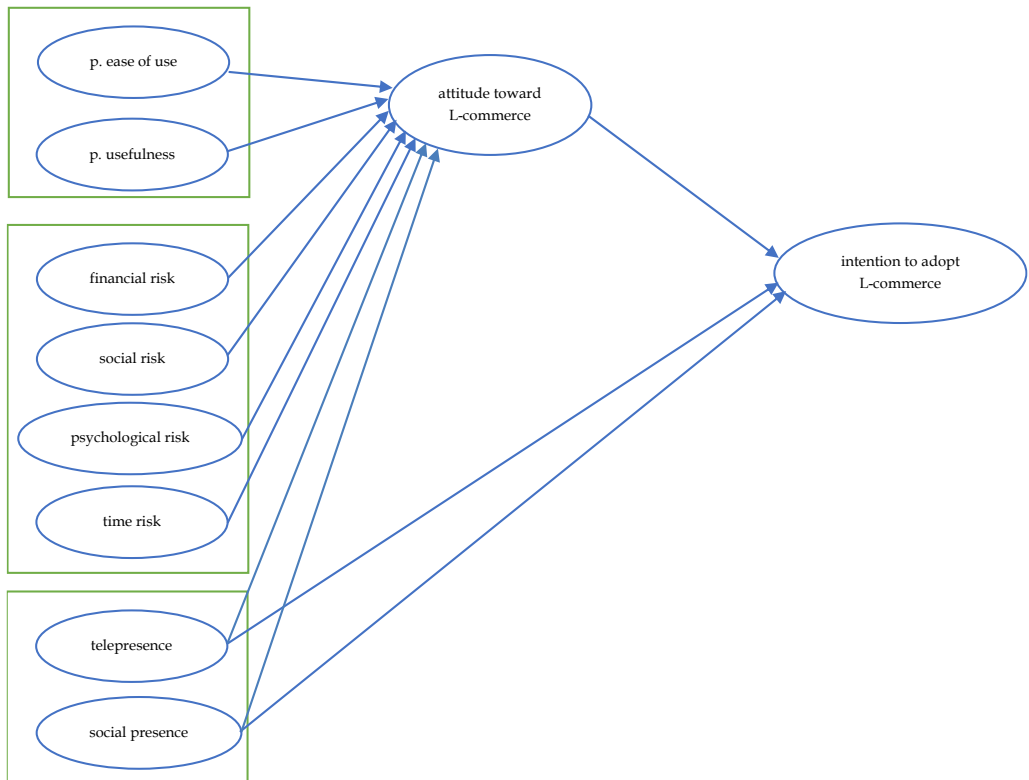 p. ease of use
p. usefulness
financial risk
social risk
psychological risk
time risk
telepresence
social presence
attitude toward
L-commerce
intention to adopt
L-commerce